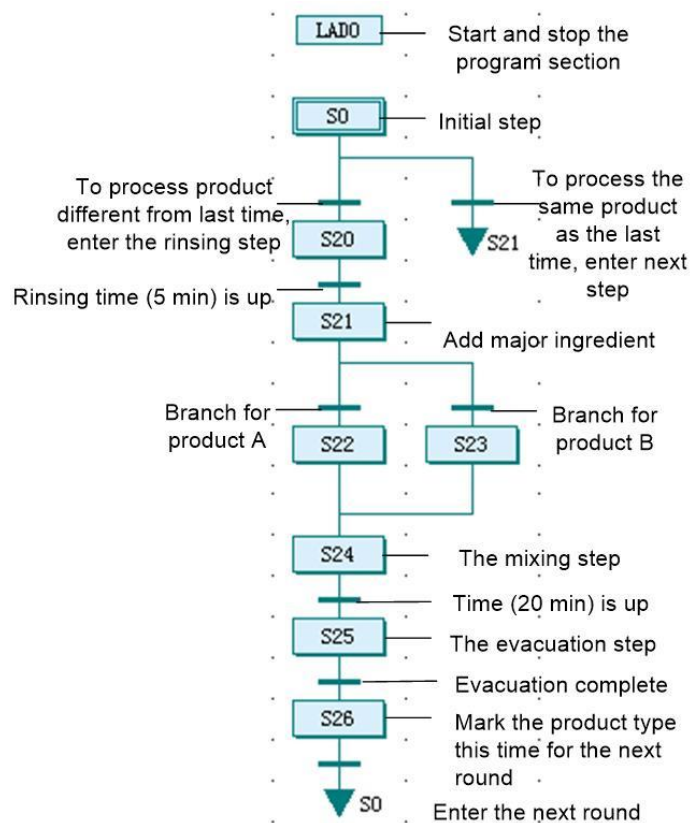 LAD0
Start and stop the
program section
S0
Initial step
To process product
different from last time,
enter the rinsing step
To process the
same product
as the last
time, enter next
step
S20
S21
Rinsing time (5 min) is up
S21
Add major ingredient
Branch for
product A
Branch for
product B
S22
S23
S24
The mixing step
Time (20 min) is up
S25
The evacuation step
Evacuation complete
S26
Mark the product type
this time for the next
round
S0
Enter the next round